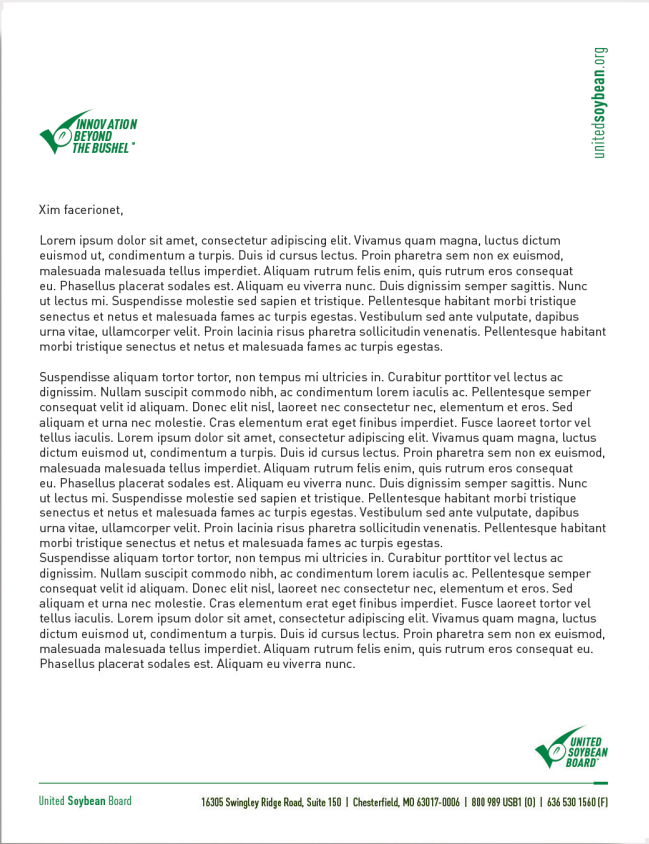 unitedsoybean.org
INNOVATION
BEYOND
THE BUSHEL™
Xim facerionet,
Lorem ipsum dolor sit amet, consectetur adipiscing elit. Vivamus quam magna, luctus dictum
euismod ut, condimentum a turpis. Duis id cursus lectus. Proin pharetra sem non ex euismod,
malesuada malesuada tellus imperdiet. Aliquam rutrum felis enim, quis rutrum eros consequat
eu. Phasellus placerat sodales est. Aliquam eu viverra nunc. Duis dignissim semper sagittis. Nunc
ut lectus mi. Suspendisse molestie sed sapien et tristique. Pellentesque habitant morbi tristique
senectus et netus et malesuada fames ac turpis egestas. Vestibulum sed ante vulputate, dapibus
urna vitae, ullamcorper velit. Proin lacinia risus pharetra sollicitudin venenatis. Pellentesque habitant
morbi tristique senectus et netus et malesuada fames ac turpis egestas.
Suspendisse aliquam tortor tortor, non tempus mi ultricies in. Curabitur porttitor vel lectus ac
dignissim. Nullam suscipit commodo nibh, ac condimentum lorem iaculis ac. Pellentesque semper
consequat velit id aliquam. Donec elit nisl, laoreet nec consectetur nec, elementum et eros. Sed
aliquam et urna nec molestie. Cras elementum erat eget finibus imperdiet. Fusce laoreet tortor vel
tellus iaculis. Lorem ipsum dolor sit amet, consectetur adipiscing elit. Vivamus quam magna, luctus
dictum euismod ut, condimentum a turpis. Duis id cursus lectus. Proin pharetra sem non ex euismod,
malesuada malesuada tellus imperdiet. Aliquam rutrum felis enim, quis rutrum eros consequat
eu. Phasellus placerat sodales est. Aliquam eu viverra nunc. Duis dignissim semper sagittis. Nunc
ut lectus mi. Suspendisse molestie sed sapien et tristique. Pellentesque habitant morbi tristique
senectus et netus et malesuada fames ac turpis egestas. Vestibulum sed ante vulputate, dapibus
urna vitae, ullamcorper velit. Proin lacinia risus pharetra sollicitudin venenatis. Pellentesque habitant
morbi tristique senectus et netus et malesuada fames ac turpis egestas.
Suspendisse aliquam tortor tortor, non tempus mi ultricies in. Curabitur porttitor vel lectus ac
dignissim. Nullam suscipit commodo nibh, ac condimentum lorem iaculis ac. Pellentesque semper
consequat velit id aliquam. Donec elit nisl, laoreet nec consectetur nec, elementum et eros. Sed
aliquam et urna nec molestie. Cras elementum erat eget finibus imperdiet. Fusce laoreet tortor vel
tellus iaculis. Lorem ipsum dolor sit amet, consectetur adipiscing elit. Vivamus quam magna, luctus
dictum euismod ut, condimentum a turpis. Duis id cursus lectus. Proin pharetra sem non ex euismod,
malesuada malesuada tellus imperdiet. Aliquam rutrum felis enim, quis rutrum eros consequat eu.
Phasellus placerat sodales est. Aliquam eu viverra nunc.
UNITED
SOYBEAN
BOARD
United Soybean Board
16305 Swingley Ridge Road, Suite 150 | Chesterfield, MO 63017-0006 | 800 989 USB1 (O) | 636 530 1560 (F)